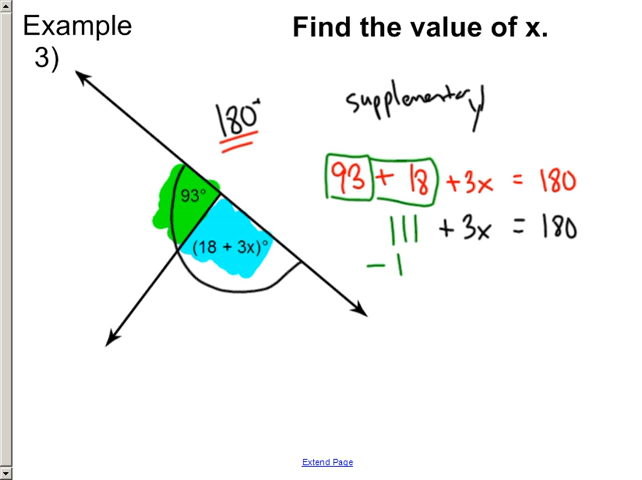 Example
3)
Find the value of x.
180°
supplementary
93°
(18 + 3x)°
93 + 18 + 3x = 180
111 + 3x = 180
- 1
Extend Page